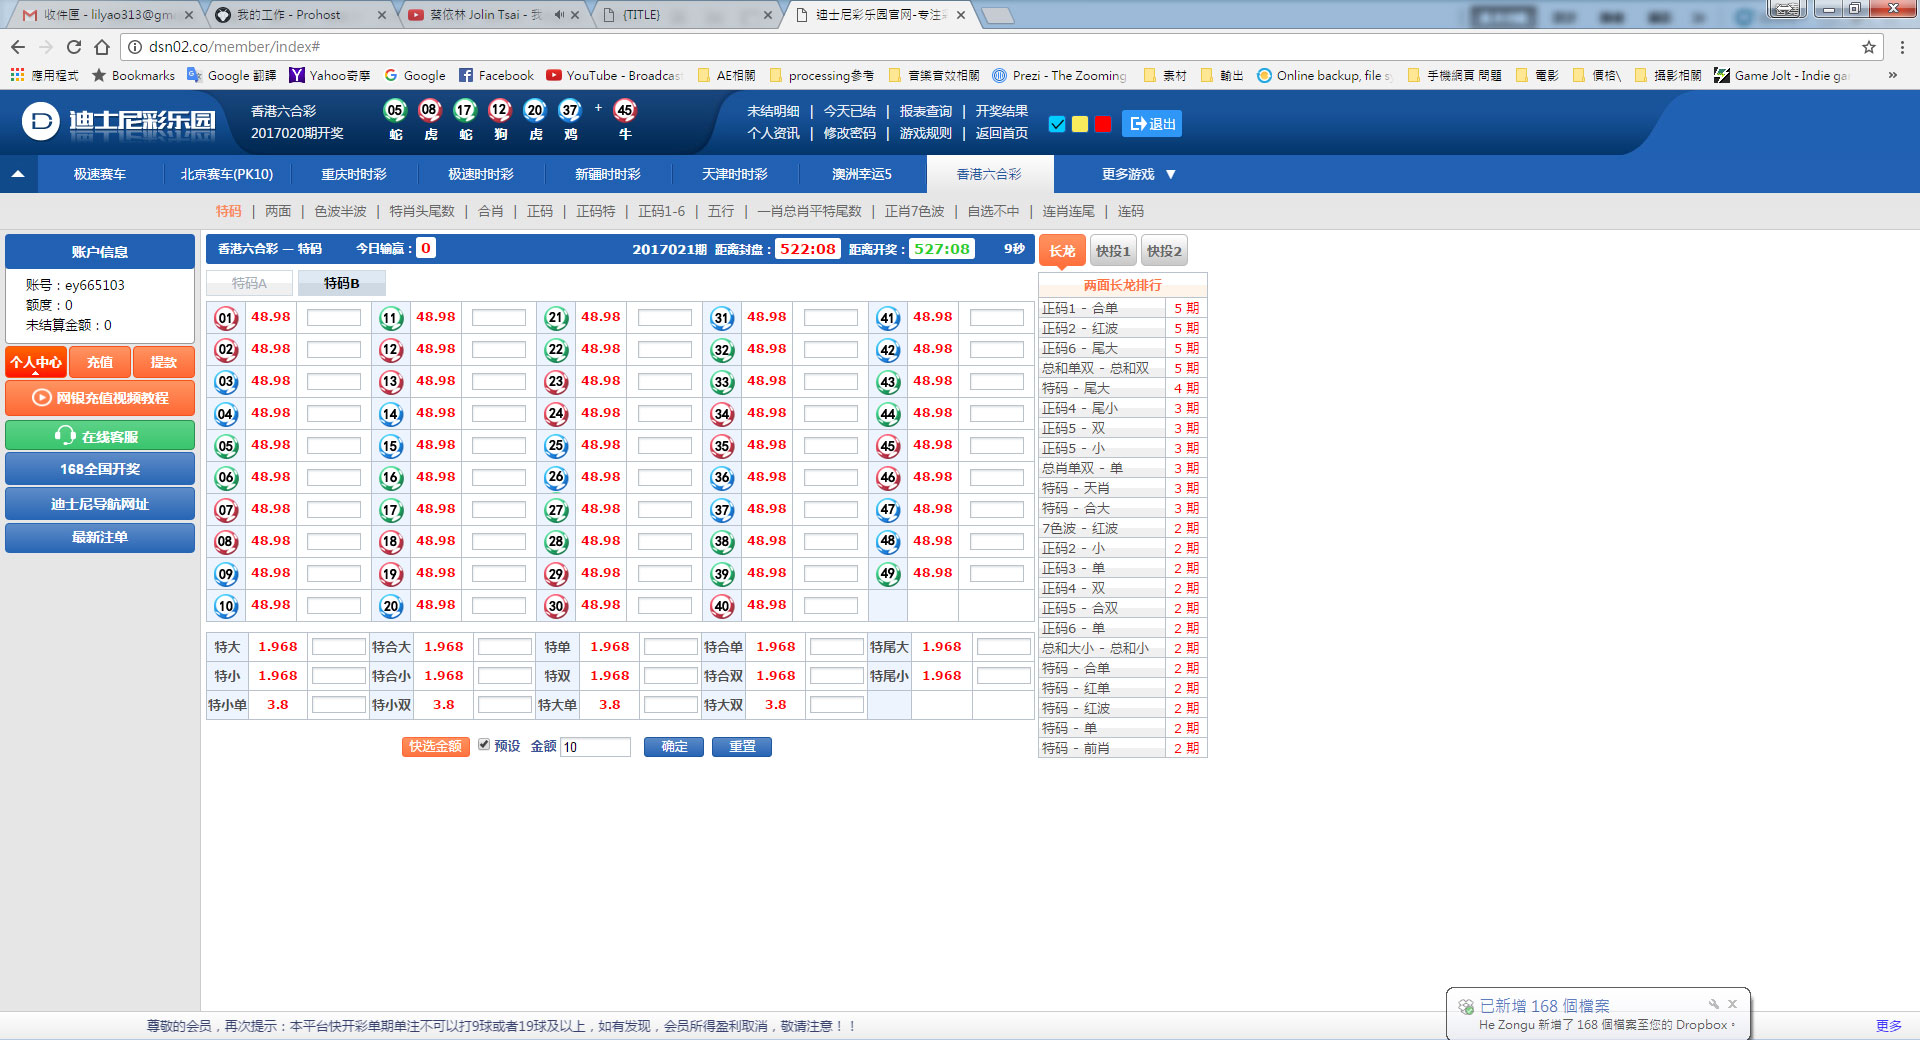 收件匣 - lilyao313@gm
我的工作 - Prohost
蔡依林 Jolin Tsai - 我
{TITLE}
迪士尼彩乐园官网-专注
dsn02.co/member/index#
應用程式 Bookmarks Google 翻譯 Yahoo奇摩 Google Facebook YouTube - Broadcast AE相關 processing參考 音樂音效相關 Prezi - The Zooming 素材 輸出 Online backup, file s 手機網頁 問題 電影 價格\ 攝影相關 Game Jolt - Indie ga »
D 迪士尼彩乐园
香港六合彩
2017020期开奖
05 08 17 12 20 37 + 45
蛇 虎 蛇 狗 虎 鸡 牛
未结明细 | 今天已结 | 报表查询 | 开奖结果
个人资讯 | 修改密码 | 游戏规则 | 返回首页
退出
极速赛车 北京赛车(PK10) 重庆时时彩 极速时时彩 新疆时时彩 天津时时彩 澳洲幸运5 香港六合彩 更多游戏 ▼
特码 | 两面 | 色波半波 | 特肖头尾数 | 合肖 | 正码 | 正码特 | 正码1-6 | 五行 | 一肖总肖平特尾数 | 正肖7色波 | 自选不中 | 连肖连尾 | 连码
账户信息
账号：ey665103
额度：0
未结算金额：0
个人中心 充值 提款
网银充值视频教程
在线客服
168全国开奖
迪士尼导航网址
最新注单
香港六合彩 — 特码 今日输赢：0 2017021期 距离封盘：522:08 距离开奖：527:08 9秒
特码A 特码B
01 48.98 11 48.98 21 48.98 31 48.98 41 48.98
02 48.98 12 48.98 22 48.98 32 48.98 42 48.98
03 48.98 13 48.98 23 48.98 33 48.98 43 48.98
04 48.98 14 48.98 24 48.98 34 48.98 44 48.98
05 48.98 15 48.98 25 48.98 35 48.98 45 48.98
06 48.98 16 48.98 26 48.98 36 48.98 46 48.98
07 48.98 17 48.98 27 48.98 37 48.98 47 48.98
08 48.98 18 48.98 28 48.98 38 48.98 48 48.98
09 48.98 19 48.98 29 48.98 39 48.98 49 48.98
10 48.98 20 48.98 30 48.98 40 48.98
特大 1.968 特合大 1.968 特单 1.968 特合单 1.968 特尾大 1.968
特小 1.968 特合小 1.968 特双 1.968 特合双 1.968 特尾小 1.968
特小单 3.8 特小双 3.8 特大单 3.8 特大双 3.8
快选金额 预设 金额 10 确定 重置
长龙 快投1 快投2
两面长龙排行
正码1 - 合单 5 期
正码2 - 红波 5 期
正码6 - 尾大 5 期
总和单双 - 总和双 5 期
特码 - 尾大 4 期
正码4 - 尾小 3 期
正码5 - 双 3 期
正码5 - 小 3 期
总肖单双 - 单 3 期
特码 - 天肖 3 期
特码 - 合大 3 期
7色波 - 红波 2 期
正码2 - 小 2 期
正码3 - 单 2 期
正码4 - 双 2 期
正码5 - 合双 2 期
正码6 - 单 2 期
总和大小 - 总和小 2 期
特码 - 合单 2 期
特码 - 红单 2 期
特码 - 红波 2 期
特码 - 单 2 期
特码 - 前肖 2 期
已新增 168 個檔案
He Zongu 新增了 168 個檔案至您的 Dropbox。
尊敬的会员，再次提示：本平台快开彩单期单注不可以打9球或者19球及以上，如有发现，会员所得盈利取消，敬请注意！！
更多